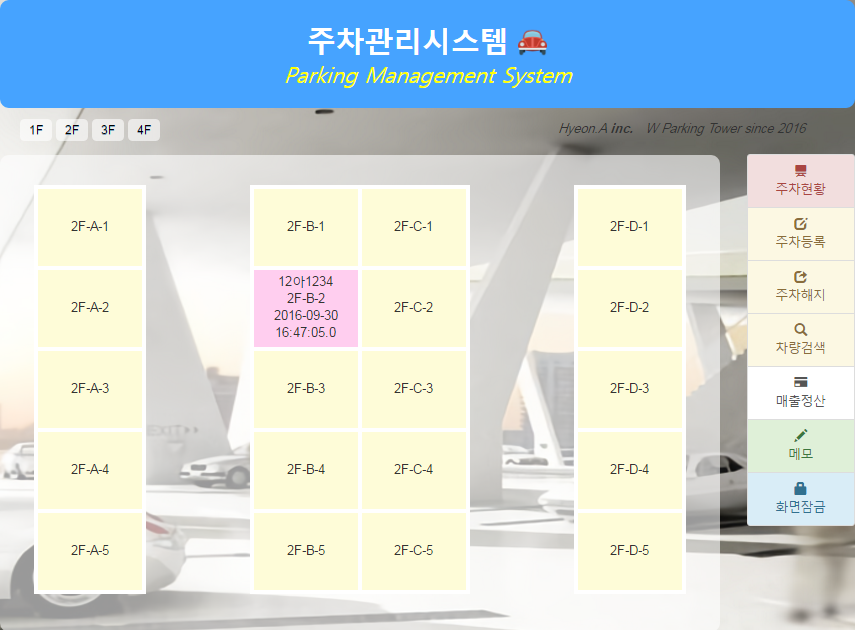 주차관리시스템
Parking Management System
1F 2F 3F 4F
Hyeon.A inc. W Parking Tower since 2016
2F-A-1 2F-B-1 2F-C-1 2F-D-1
12아1234
2F-B-2
2016-09-30
16:47:05.0
2F-A-2 2F-C-2 2F-D-2
2F-A-3 2F-B-3 2F-C-3 2F-D-3
2F-A-4 2F-B-4 2F-C-4 2F-D-4
2F-A-5 2F-B-5 2F-C-5 2F-D-5
EXIT
주차현황
주차등록
주차해지
차량검색
매출정산
메모
화면잠금